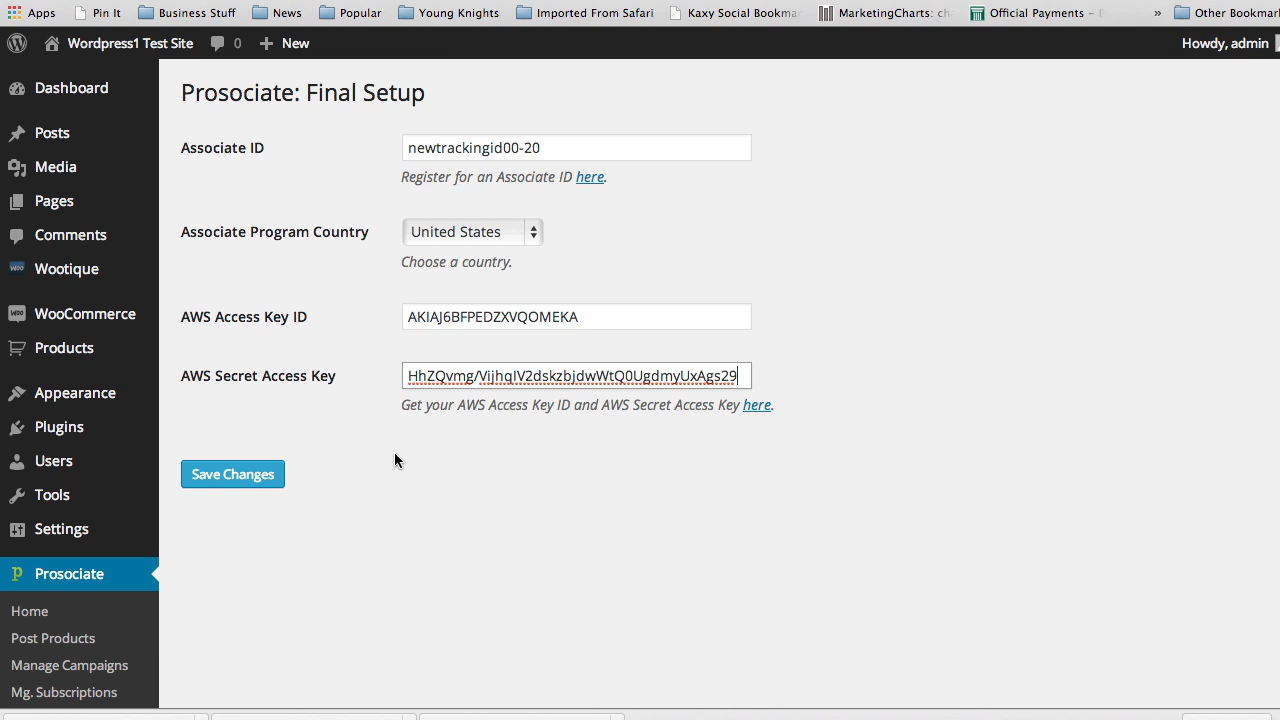 Apps Pin It Business Stuff News Popular Young Knights Imported From Safari Kaxy Social Bookma MarketingCharts: ch Official Payments – P » Other Bookmar
Wordpress1 Test Site 0 New Howdy, admin
Dashboard
Posts
Media
Pages
Comments
Wootique
WooCommerce
Products
Appearance
Plugins
Users
Tools
Settings
Prosociate
Home
Post Products
Manage Campaigns
Mg. Subscriptions
Prosociate: Final Setup
Associate ID newtrackingid00-20
Register for an Associate ID here.
Associate Program Country United States
Choose a country.
AWS Access Key ID AKIAJ6BFPEDZXVQOMEKA
AWS Secret Access Key HhZQvmg/VijhqIV2dskzbjdwWtQ0UgdmyUxAgs29
Get your AWS Access Key ID and AWS Secret Access Key here.
Save Changes